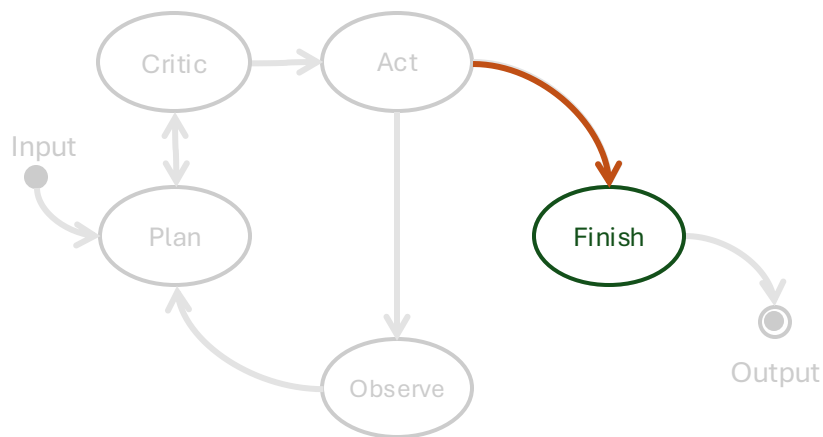 Critic
Act
Input
Plan
Finish
Observe
Output